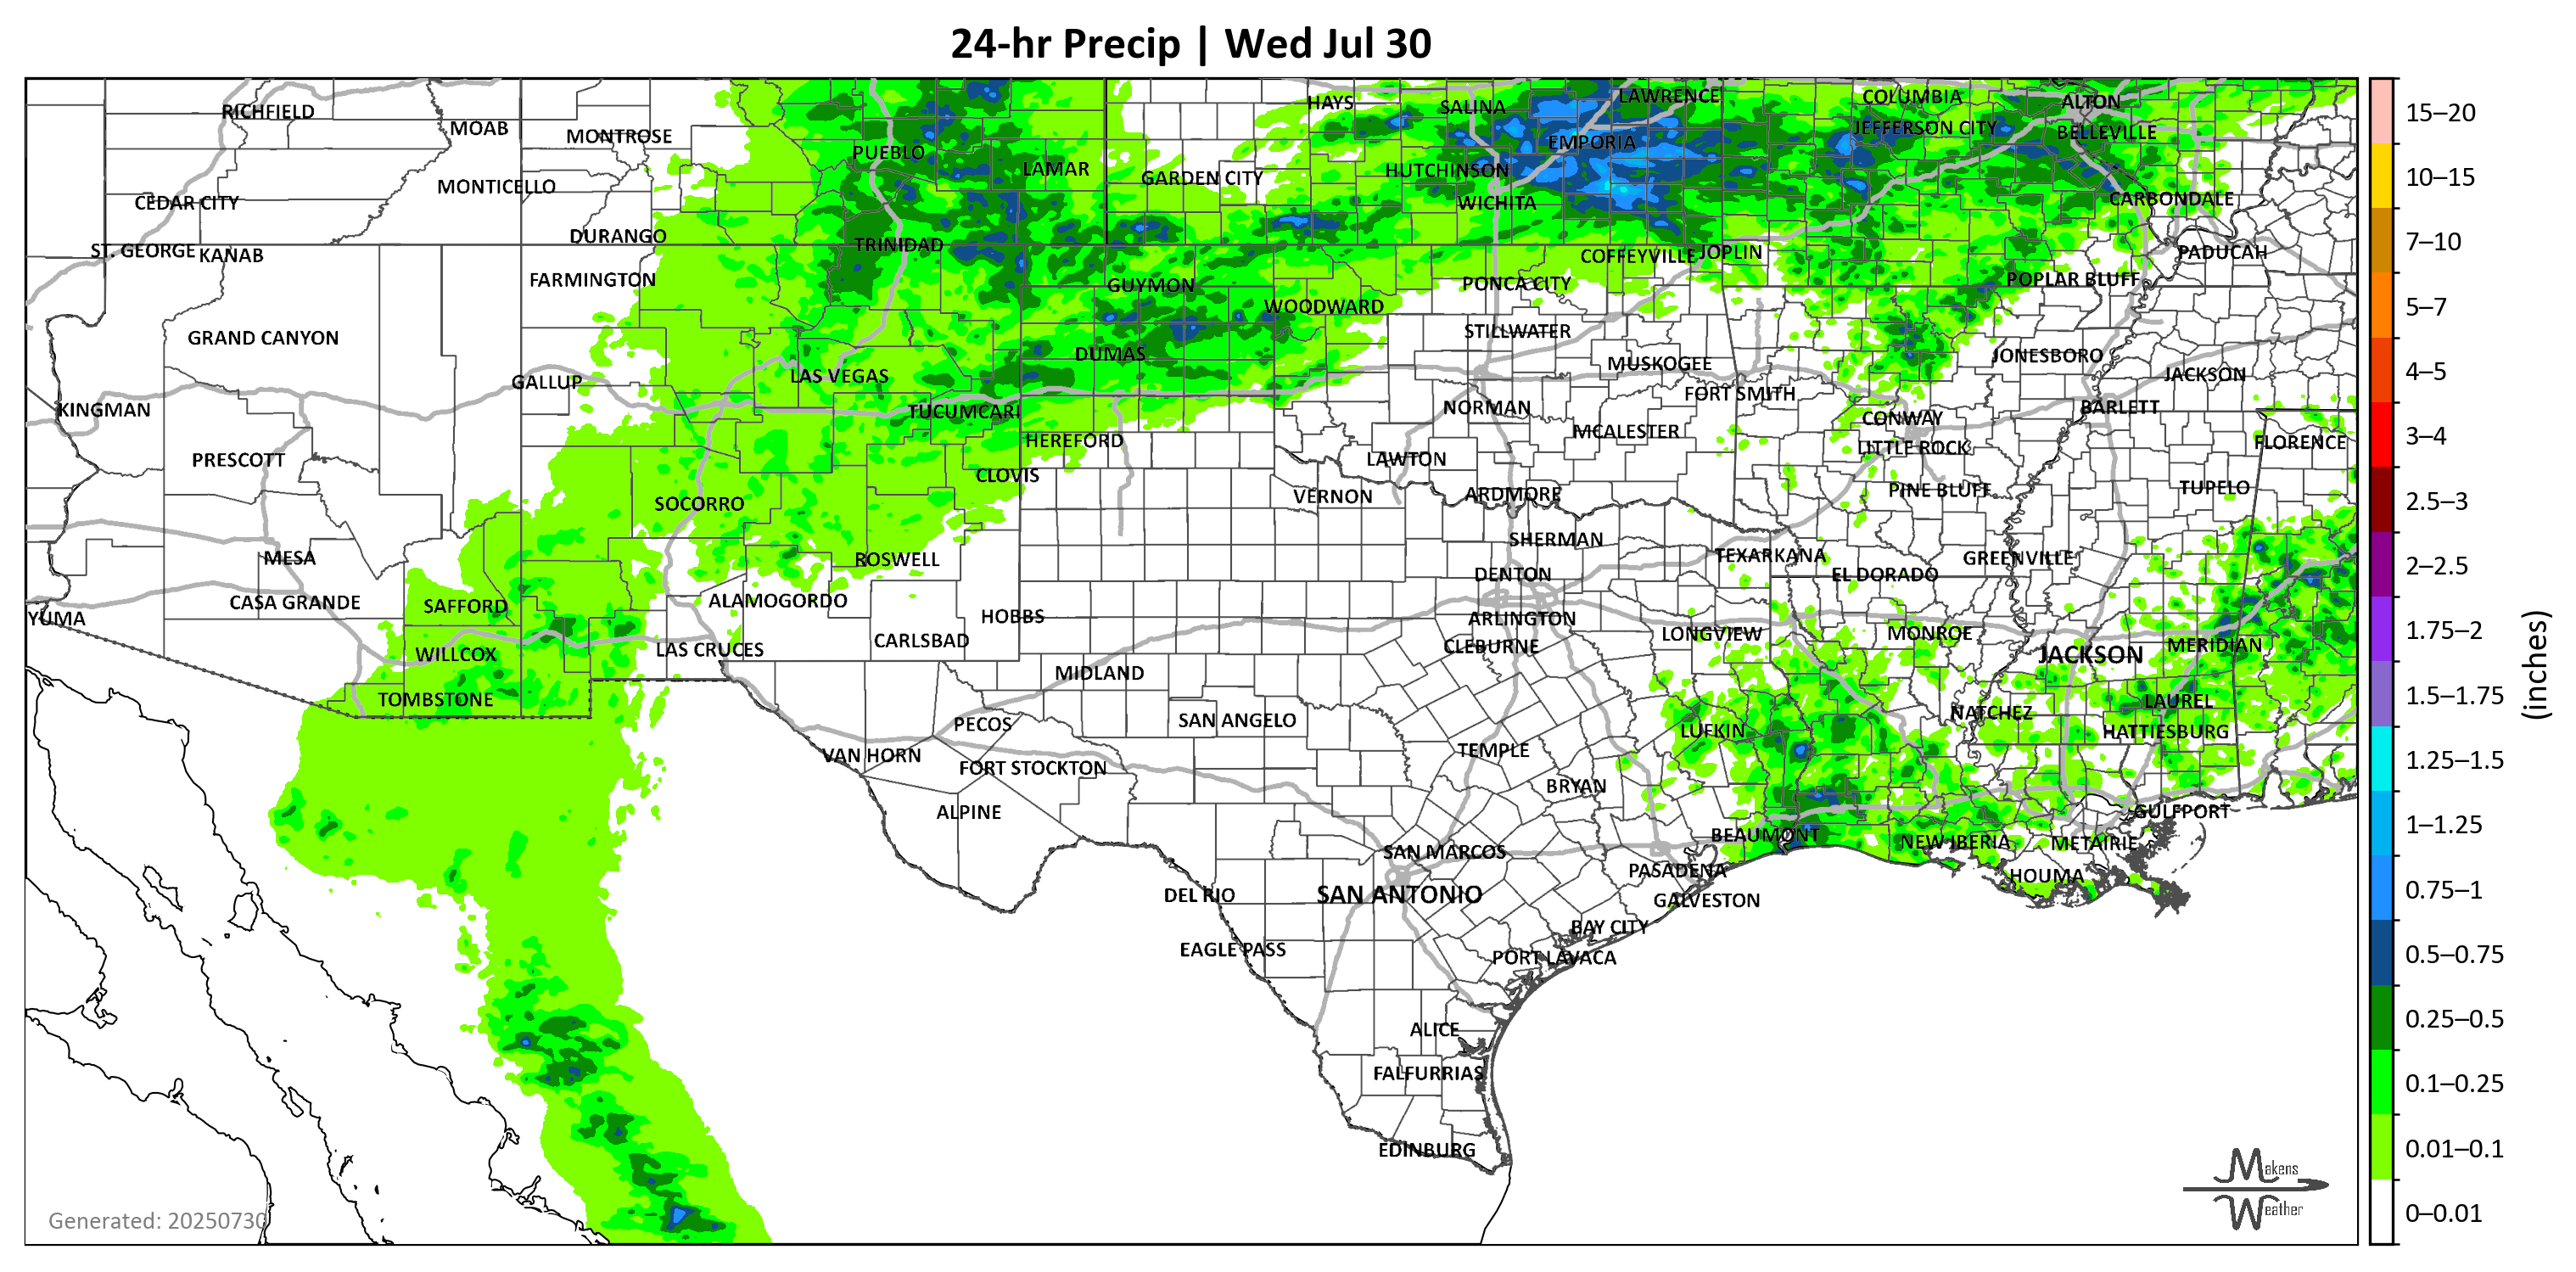 24-hr Precip | Wed Jul 30
RICHFIELD
MOAB
MONTROSE
PUEBLO
LAMAR
GARDEN CITY
HAYS
SALINA
LAWRENCE
EMPORIA
HUTCHINSON
WICHITA
COLUMBIA
JEFFERSON CITY
ALTON
BELLEVILLE
CARBONDALE
CEDAR CITY
MONTICELLO
ST. GEORGE
KANAB
DURANGO
TRINIDAD
FARMINGTON
COFFEYVILLE
JOPLIN
PADUCAH
GUYMON
PONCA CITY
POPLAR BLUFF
WOODWARD
GRAND CANYON
STILLWATER
DUMAS
MUSKOGEE
JONESBORO
GALLUP
LAS VEGAS
JACKSON
KINGMAN
TUCUMCARI
NORMAN
FORT SMITH
CONWAY
BARLETT
HEREFORD
MCALESTER
LITTLE ROCK
FLORENCE
PRESCOTT
CLOVIS
LAWTON
SOCORRO
VERNON
ARDMORE
PINE BLUFF
TUPELO
MESA
ROSWELL
SHERMAN
TEXARKANA
GREENVILLE
DENTON
EL DORADO
CASA GRANDE
SAFFORD
ALAMOGORDO
YUMA
HOBBS
ARLINGTON
CARLSBAD
CLEBURNE
LONGVIEW
MONROE
WILLCOX
LAS CRUCES
JACKSON
MERIDIAN
MIDLAND
TOMBSTONE
PECOS
SAN ANGELO
NATCHEZ
LAUREL
LUFKIN
HATTIESBURG
VAN HORN
TEMPLE
FORT STOCKTON
BRYAN
ALPINE
GULFPORT
BEAUMONT
SAN MARCOS
NEW IBERIA
METAIRIE
PASADENA
HOUMA
DEL RIO
SAN ANTONIO
GALVESTON
BAY CITY
EAGLE PASS
PORT LAVACA
ALICE
FALFURRIAS
EDINBURG
Generated: 20250730
Makens
Weather
15–20
10–15
7–10
5–7
4–5
3–4
2.5–3
2–2.5
1.75–2
1.5–1.75
1.25–1.5
1–1.25
0.75–1
0.5–0.75
0.25–0.5
0.1–0.25
0.01–0.1
0–0.01
(inches)